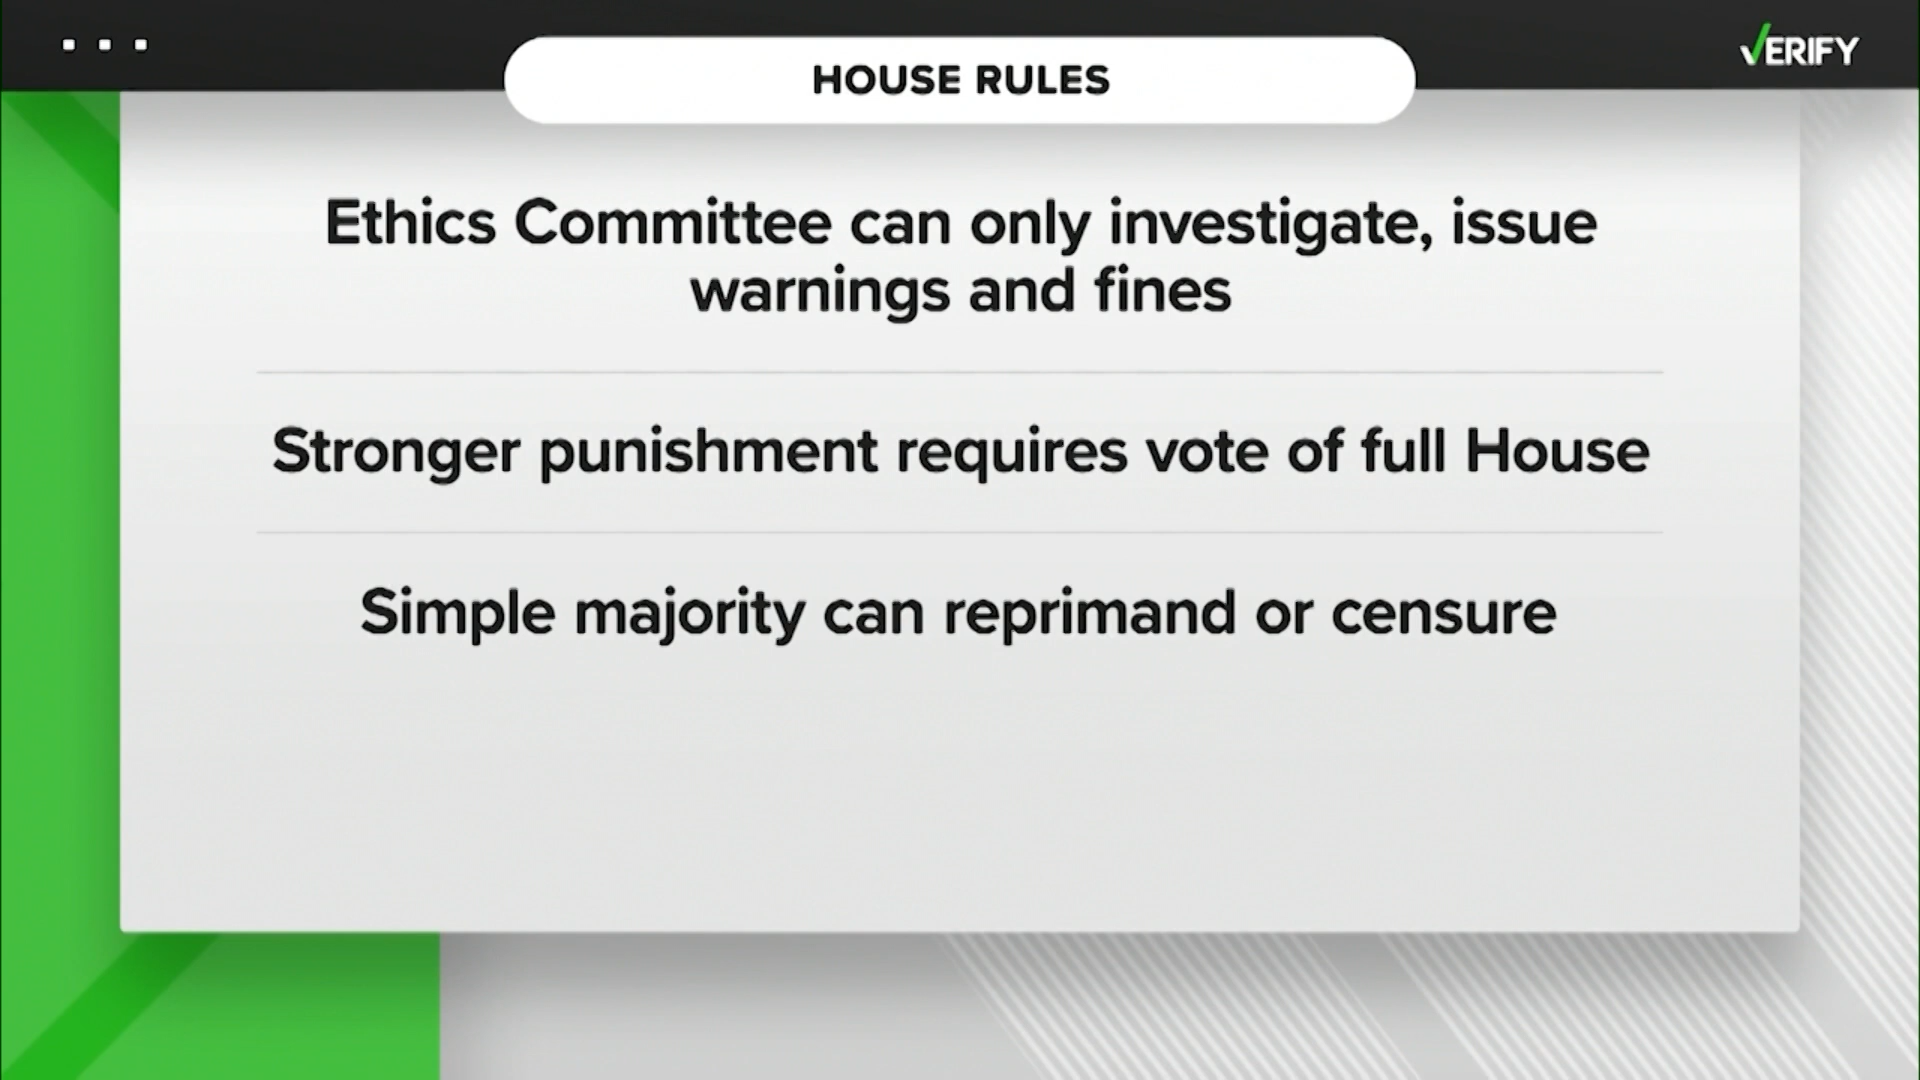 VERIFY
HOUSE RULES
Ethics Committee can only investigate, issue
warnings and fines
Stronger punishment requires vote of full House
Simple majority can reprimand or censure